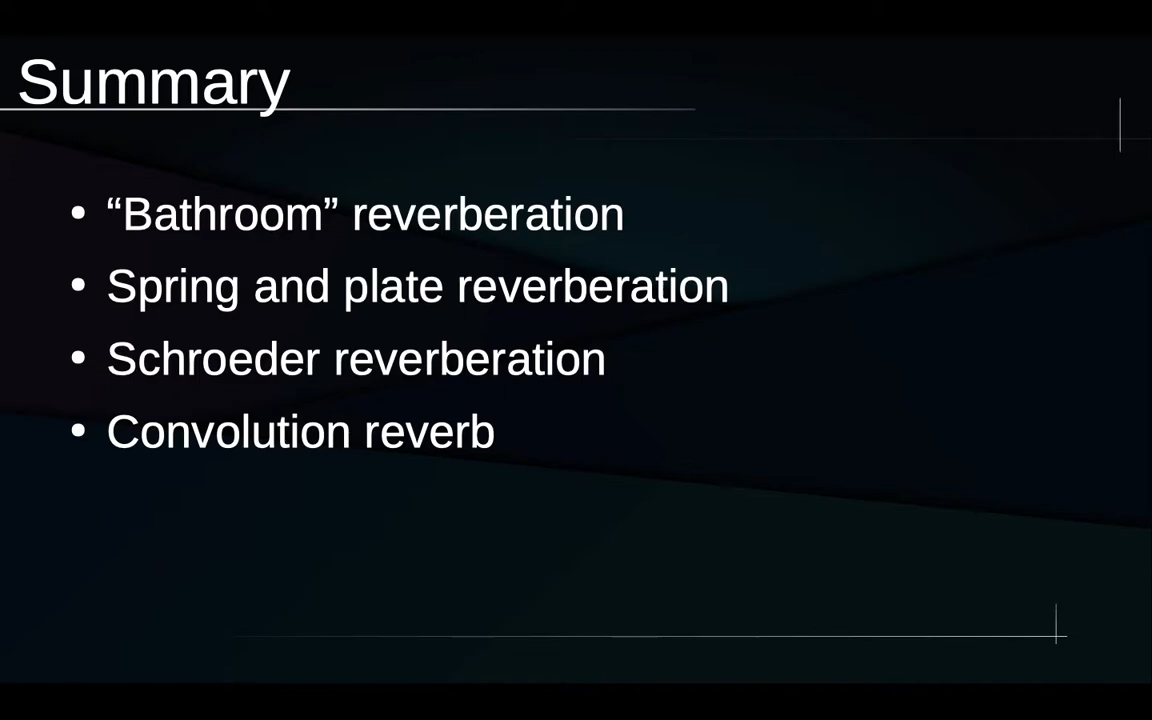 Summary
• “Bathroom” reverberation
• Spring and plate reverberation
• Schroeder reverberation
• Convolution reverb